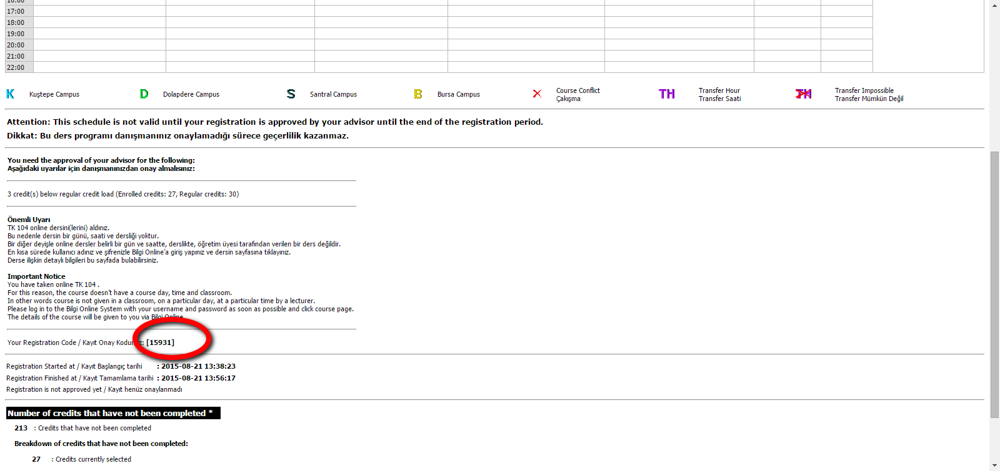 16:00
17:00
18:00
19:00
20:00
21:00
22:00
K Kuştepe Campus D Dolapdere Campus S Santral Campus B Bursa Campus Course Conflict TH Transfer Hour TH Transfer Impossible
Çakışma Transfer Saati Transfer Mümkün Değil
Attention: This schedule is not valid until your registration is approved by your advisor until the end of the registration period.
Dikkat: Bu ders programı danışmanınız onaylamadığı sürece geçerlilik kazanmaz.
You need the approval of your advisor for the following:
Aşağıdaki uyarılar için danışmanınızdan onay almalısınız:
3 credit(s) below regular credit load (Enrolled credits: 27, Regular credits: 30)
Önemli Uyarı
TK 104 online dersini(lerini) aldınız.
Bu nedenle dersin bir günü, saati ve dersliği yoktur.
Bir diğer deyişle online dersler belirli bir gün ve saatte, derslikte, öğretim üyesi tarafından verilen bir ders değildir.
En kısa sürede kullanıcı adınız ve şifrenizle Bilgi Online’a giriş yapınız ve dersin sayfasına tıklayınız.
Derse ilişkin detaylı bilgileri bu sayfada bulabilirsiniz.
Important Notice
You have taken online TK 104 .
For this reason, the course doesn’t have a course day, time and classroom.
In other words course is not given in a classroom, on a particular day, at a particular time by a lecturer.
Please log in to the Bilgi Online System with your username and password as soon as possible and click course page.
The details of the course will be given to you via Bilgi Online
Your Registration Code / Kayıt Onay Kodunuz: [15931]
Registration Started at / Kayıt Başlangıç tarihi : 2015-08-21 13:38:23
Registration Finished at / Kayıt Tamamlama tarihi : 2015-08-21 13:56:17
Registration is not approved yet / Kayıt henüz onaylanmadı
Number of credits that have not been completed *
213 : Credits that have not been completed
Breakdown of credits that have not been completed:
27 : Credits currently selected